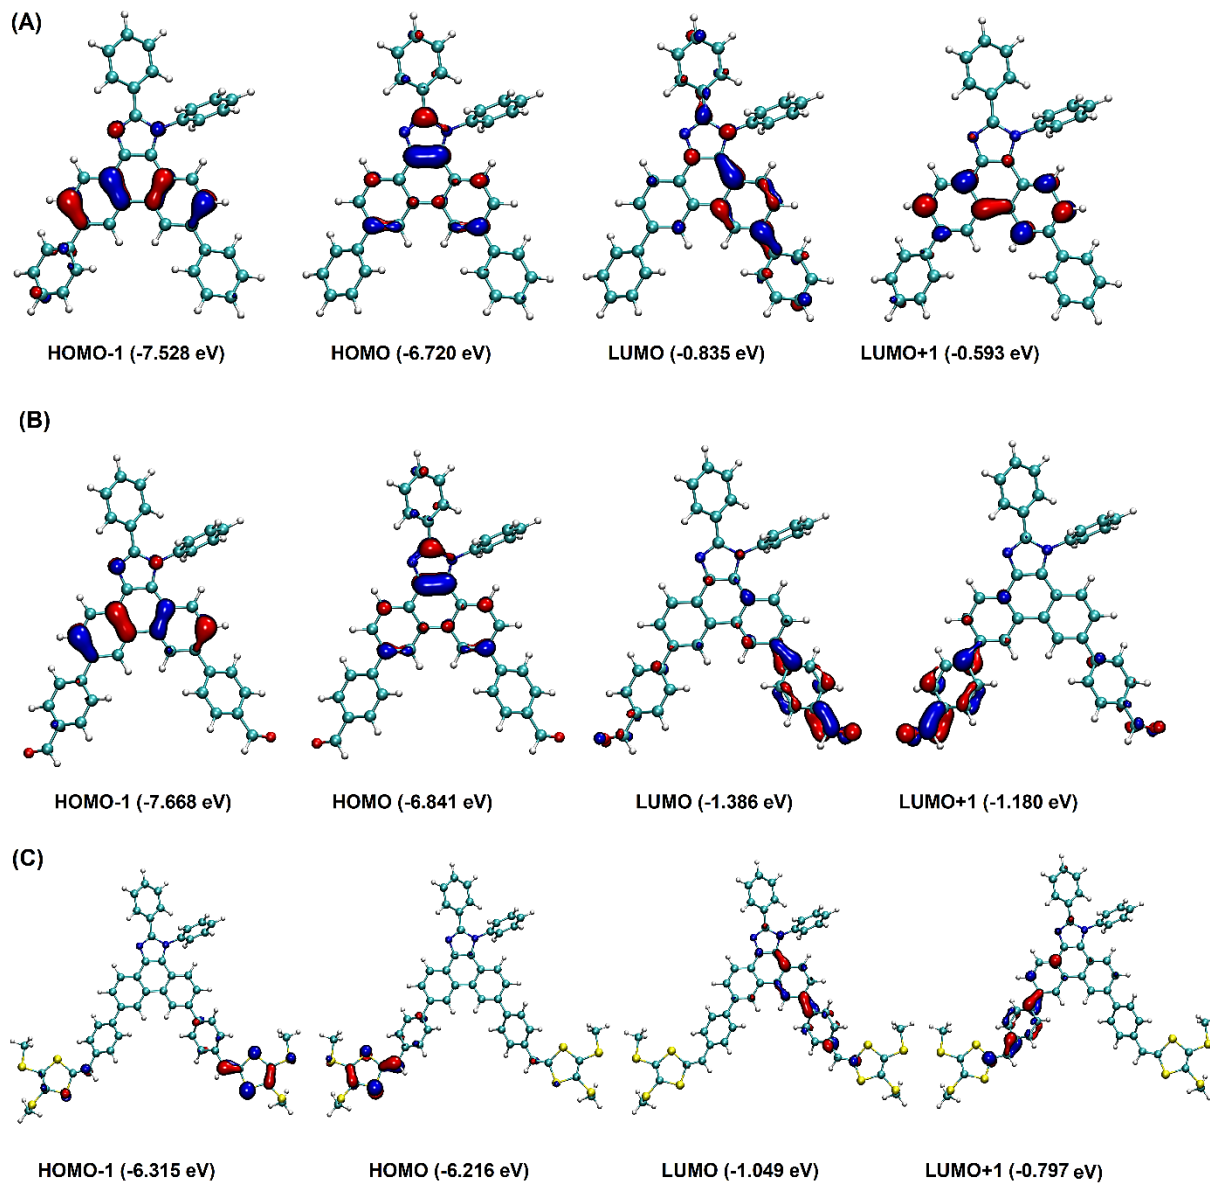 (A)
HOMO-1 (-7.528 eV) HOMO (-6.720 eV) LUMO (-0.835 eV) LUMO+1 (-0.593 eV)
(B)
HOMO-1 (-7.668 eV) HOMO (-6.841 eV) LUMO (-1.386 eV) LUMO+1 (-1.180 eV)
(C)
HOMO-1 (-6.315 eV) HOMO (-6.216 eV) LUMO (-1.049 eV) LUMO+1 (-0.797 eV)